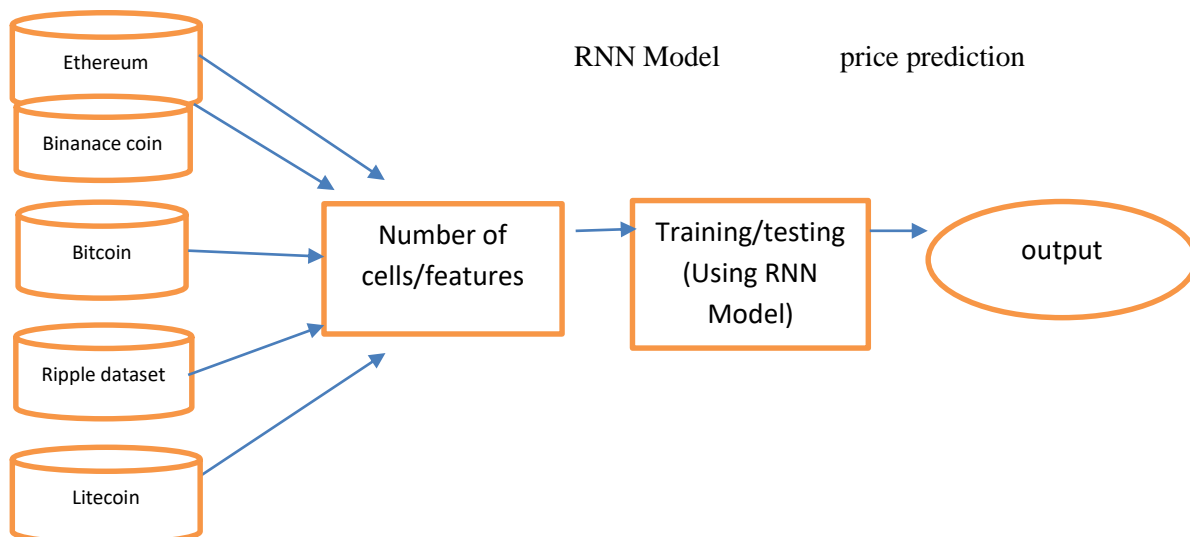 RNN Model price prediction
Ethereum
Binanace coin
Bitcoin
Ripple dataset
Litecoin
Number of
cells/features
Training/testing
(Using RNN
Model)
output